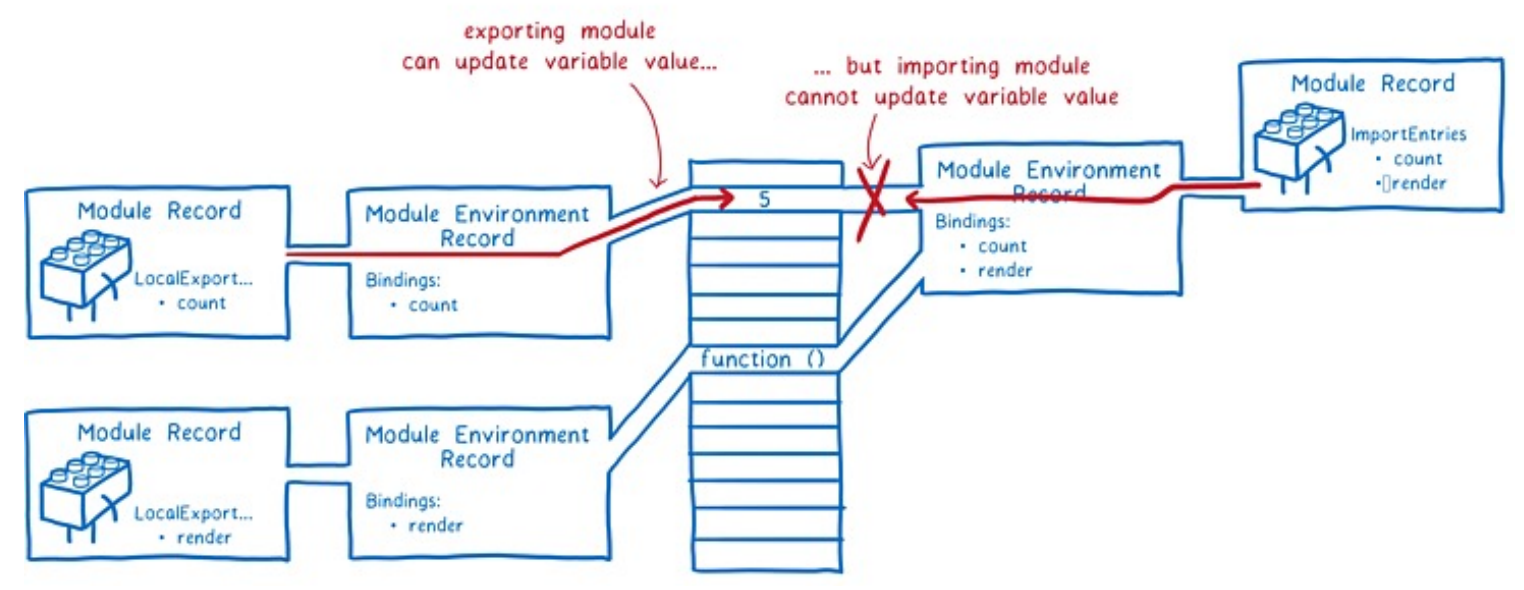 exporting module
can update variable value...
... but importing module
cannot update variable value
Module Record
LocalExport...
• count
Module Environment
Record
Bindings:
• count
5
Module Environment
Record
Bindings:
• count
• render
Module Record
ImportEntries
• count
•▯render
function ()
Module Record
LocalExport...
• render
Module Environment
Record
Bindings:
• render